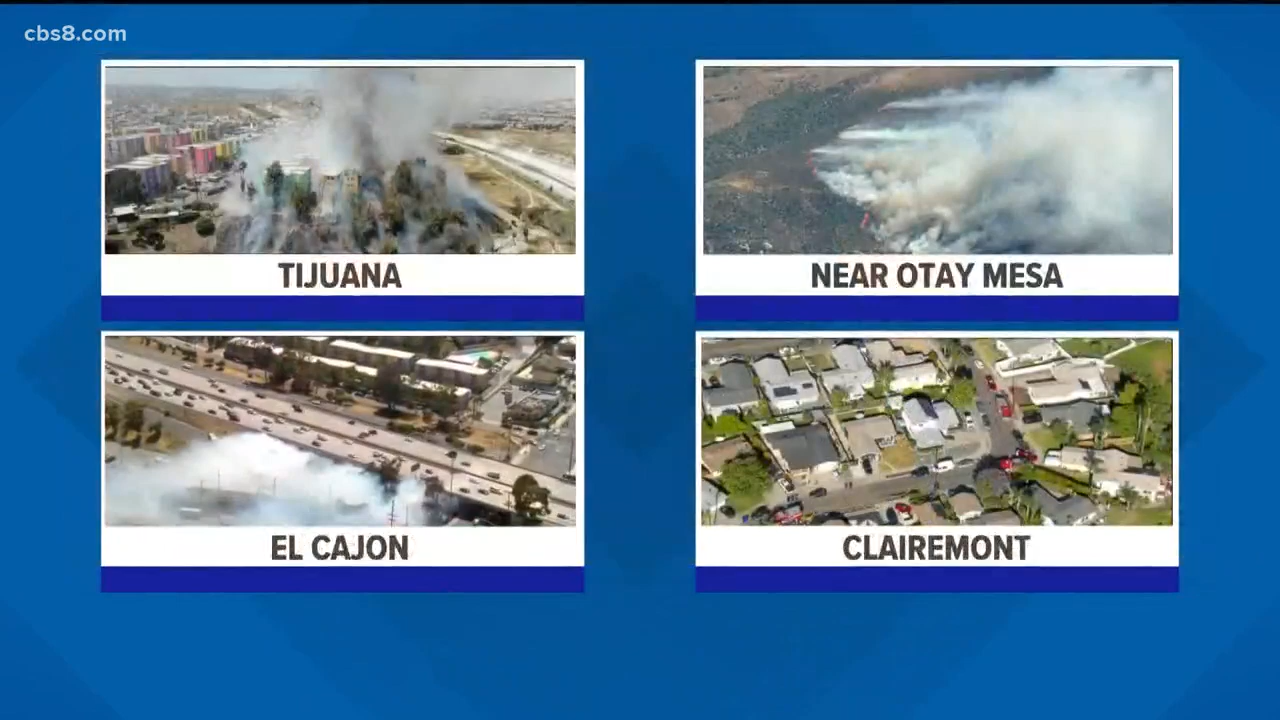 cbs8.com
TIJUANA
NEAR OTAY MESA
EL CAJON
CLAIREMONT